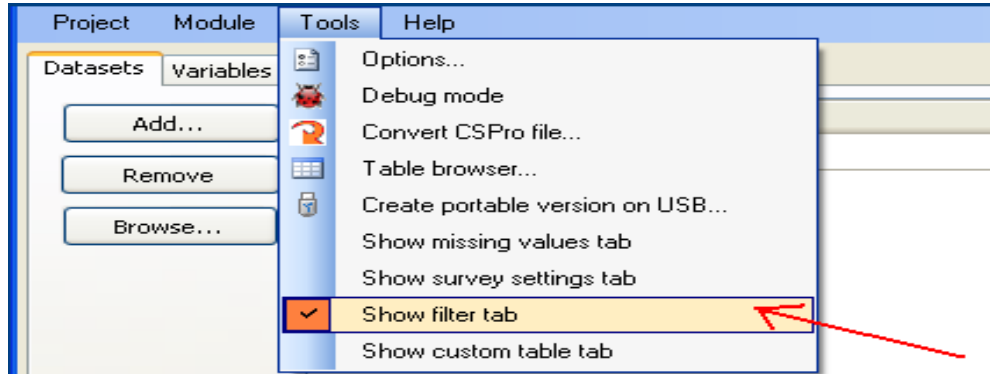 Project Module Tools Help
Datasets Variables
Add...
Remove
Browse...
Options...
Debug mode
Convert CSPro file...
Table browser...
Create portable version on USB...
Show missing values tab
Show survey settings tab
Show filter tab
Show custom table tab